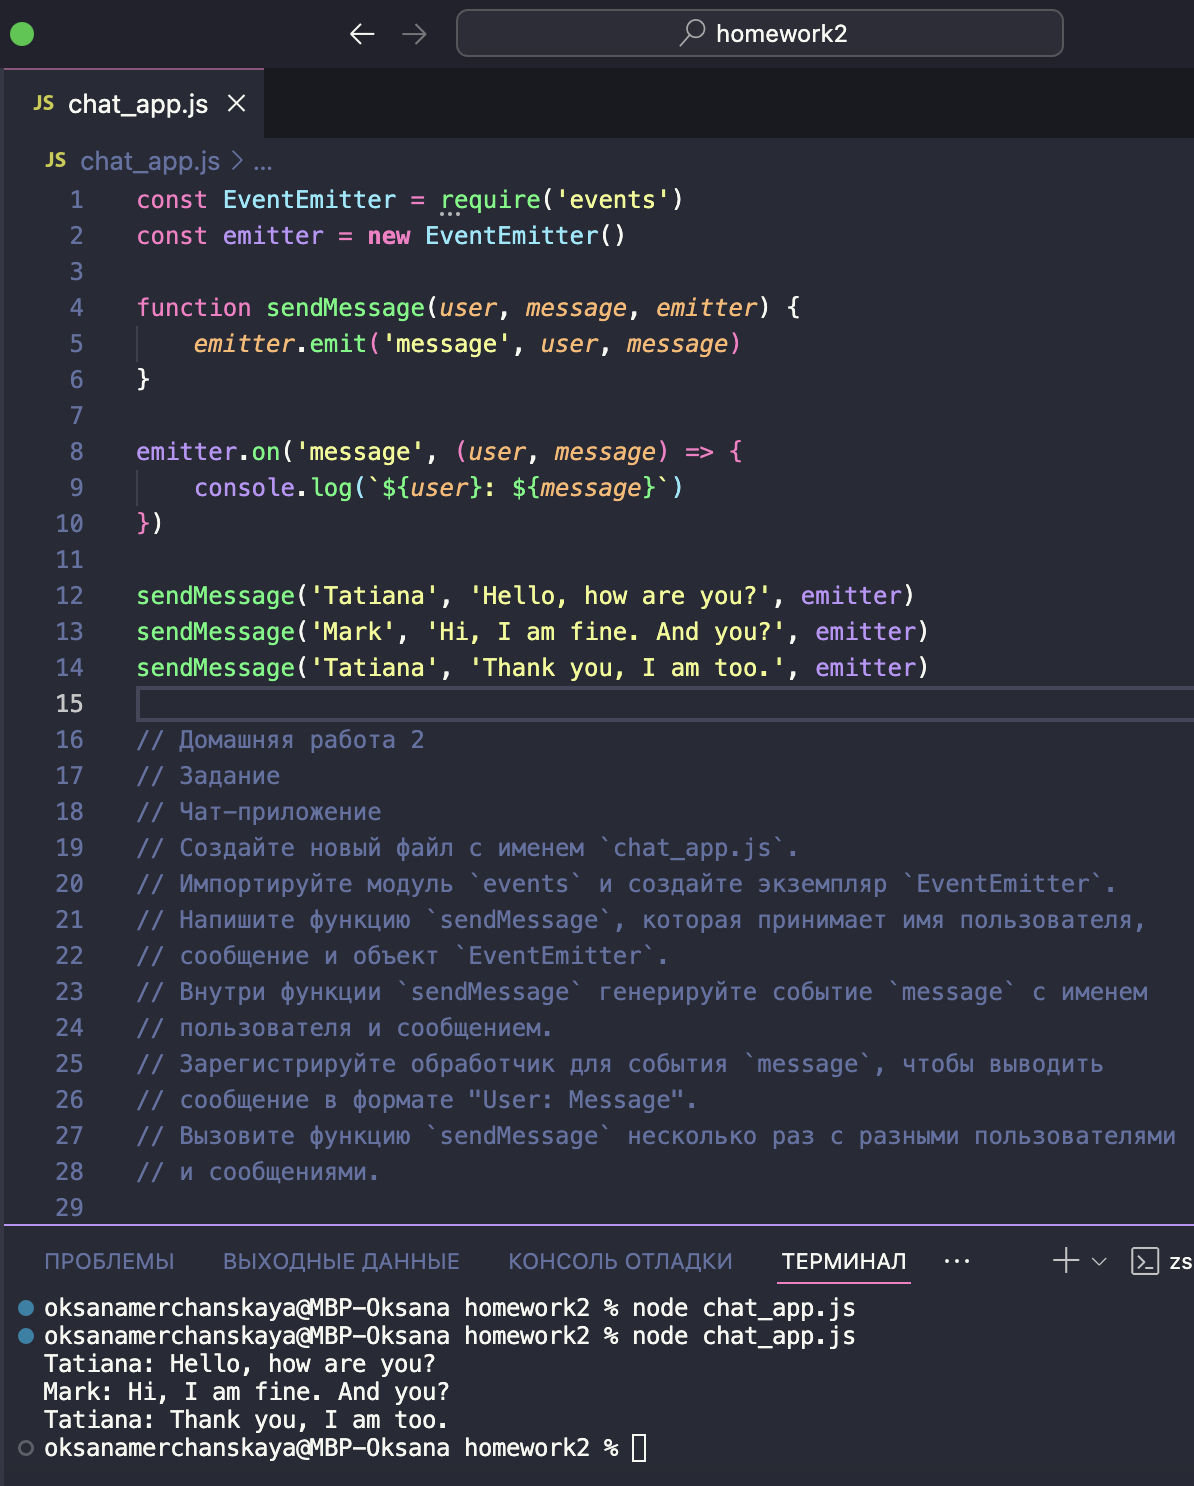 homework2
JS chat_app.js
JS chat_app.js > ...
1 const EventEmitter = require('events')
2 const emitter = new EventEmitter()
3
4 function sendMessage(user, message, emitter) {
5 emitter.emit('message', user, message)
6 }
7
8 emitter.on('message', (user, message) => {
9 console.log(`${user}: ${message}`)
10 })
11
12 sendMessage('Tatiana', 'Hello, how are you?', emitter)
13 sendMessage('Mark', 'Hi, I am fine. And you?', emitter)
14 sendMessage('Tatiana', 'Thank you, I am too.', emitter)
15
16 // Домашняя работа 2
17 // Задание
18 // Чат-приложение
19 // Создайте новый файл с именем `chat_app.js`.
20 // Импортируйте модуль `events` и создайте экземпляр `EventEmitter`.
21 // Напишите функцию `sendMessage`, которая принимает имя пользователя,
22 // сообщение и объект `EventEmitter`.
23 // Внутри функции `sendMessage` генерируйте событие `message` с именем
24 // пользователя и сообщением.
25 // Зарегистрируйте обработчик для события `message`, чтобы выводить
26 // сообщение в формате "User: Message".
27 // Вызовите функцию `sendMessage` несколько раз с разными пользователями
28 // и сообщениями.
29
ПРОБЛЕМЫ ВЫХОДНЫЕ ДАННЫЕ КОНСОЛЬ ОТЛАДКИ ТЕРМИНАЛ ... zs
oksanamerchanskaya@MBP-Oksana homework2 % node chat_app.js
oksanamerchanskaya@MBP-Oksana homework2 % node chat_app.js
Tatiana: Hello, how are you?
Mark: Hi, I am fine. And you?
Tatiana: Thank you, I am too.
oksanamerchanskaya@MBP-Oksana homework2 %